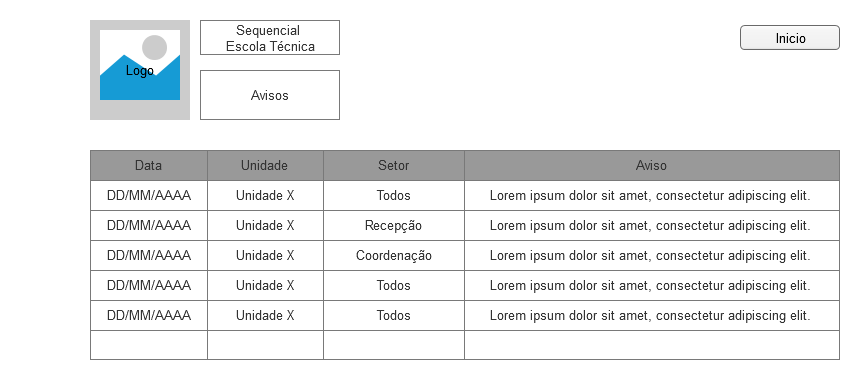 Logo
Sequencial
Escola Técnica
Avisos
Inicio
Data Unidade Setor Aviso
DD/MM/AAAA Unidade X Todos Lorem ipsum dolor sit amet, consectetur adipiscing elit.
DD/MM/AAAA Unidade X Recepção Lorem ipsum dolor sit amet, consectetur adipiscing elit.
DD/MM/AAAA Unidade X Coordenação Lorem ipsum dolor sit amet, consectetur adipiscing elit.
DD/MM/AAAA Unidade X Todos Lorem ipsum dolor sit amet, consectetur adipiscing elit.
DD/MM/AAAA Unidade X Todos Lorem ipsum dolor sit amet, consectetur adipiscing elit.